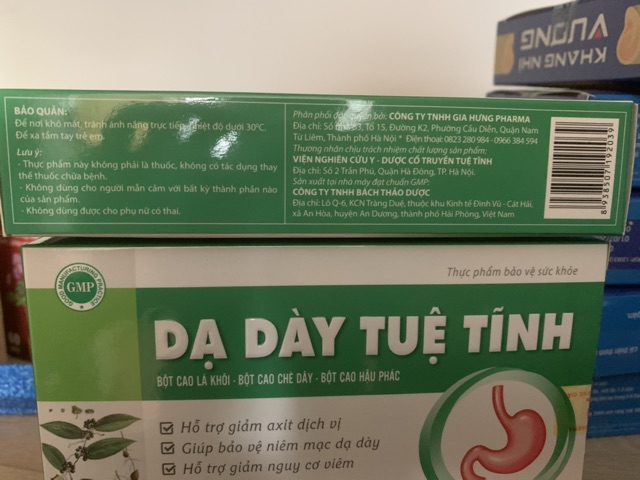 KHANG NHI
VƯƠNG
BẢO QUẢN:
Để nơi khô mát, tránh ánh nắng trực tiếp, nhiệt độ dưới 30°C.
Để xa tầm tay trẻ em.
Lưu ý:
- Thực phẩm này không phải là thuốc, không có tác dụng thay
thế thuốc chữa bệnh.
- Không dùng cho người mẫn cảm với bất kỳ thành phần nào
của sản phẩm.
- Không dùng được cho phụ nữ có thai.
Phân phối độc quyền bởi: CÔNG TY TNHH GIA HƯNG PHARMA
Địa chỉ: Số nhà 33, Tổ 15, Đường K2, Phường Cầu Diễn, Quận Nam
Từ Liêm, Thành phố Hà Nội * Điện thoại: 0823 280 984 - 0966 384 594
Thương nhân chịu trách nhiệm chất lượng sản phẩm:
VIỆN NGHIÊN CỨU Y - DƯỢC CỔ TRUYỀN TUỆ TĨNH
Địa chỉ: Số 2 Trần Phú, Quận Hà Đông, TP. Hà Nội.
Sản xuất tại nhà máy đạt chuẩn GMP:
CÔNG TY TNHH BÁCH THẢO DƯỢC
Địa chỉ: Lô Q-6, KCN Tràng Duệ, thuộc khu Kinh tế Đình Vũ - Cát Hải,
xã An Hòa, huyện An Dương, thành phố Hải Phòng, Việt Nam
8938507192039
GOOD MANUFACTURING PRACTICE
GMP
Thực phẩm bảo vệ sức khỏe
DẠ DÀY TUỆ TĨNH
BỘT CAO LÁ KHÔI - BỘT CAO CHÈ DÂY - BỘT CAO HẬU PHÁC
Hỗ trợ giảm axit dịch vị
Giúp bảo vệ niêm mạc dạ dày
Hỗ trợ giảm nguy cơ viêm